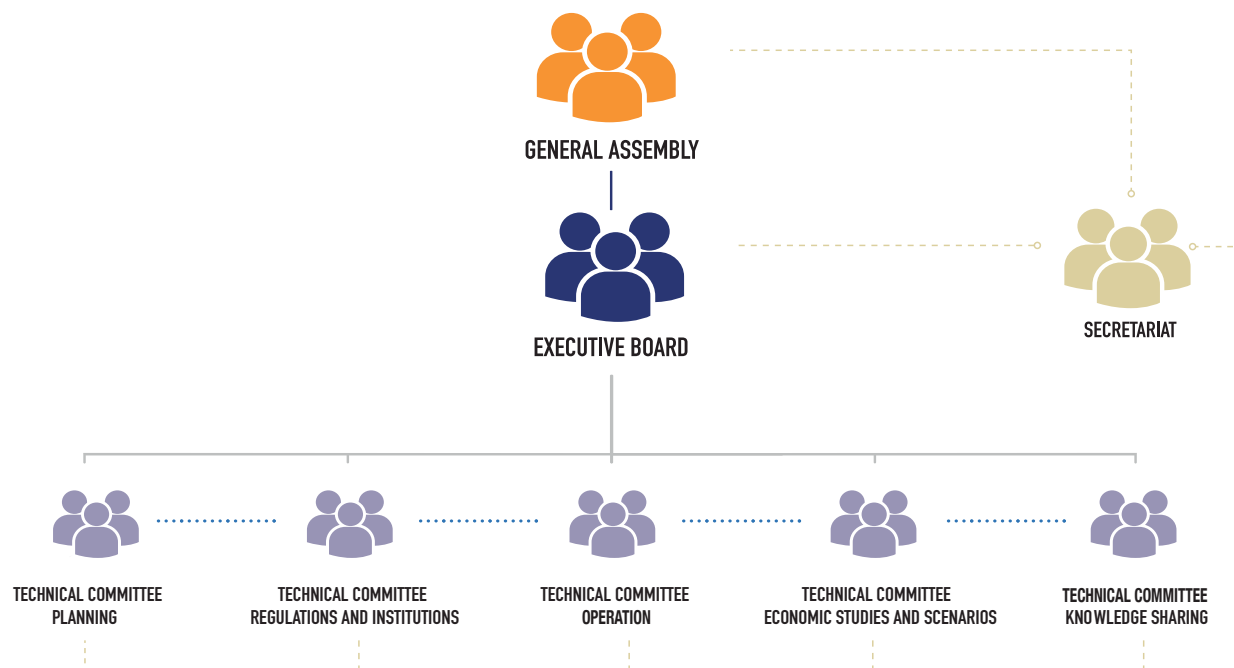 GENERAL ASSEMBLY
EXECUTIVE BOARD
SECRETARIAT
TECHNICAL COMMITTEE
PLANNING
TECHNICAL COMMITTEE
REGULATIONS AND INSTITUTIONS
TECHNICAL COMMITTEE
OPERATION
TECHNICAL COMMITTEE
ECONOMIC STUDIES AND SCENARIOS
TECHNICAL COMMITTEE
KNOWLEDGE SHARING